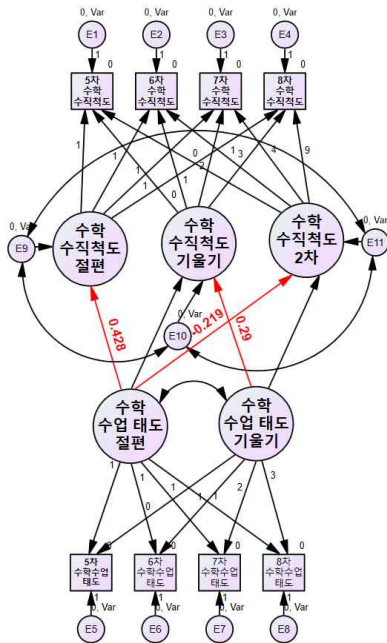 0, Var
0, Var
0, Var
0, Var
E1
E2
E3
E4
1
1
1
1
0
0
0
0
5차
수학
수직척도
6차
수학
수직척도
7차
수학
수직척도
8차
수학
수직척도
1
1
1
1
0
1
2
3
0
1
4
9
0, Var
E9
수학
수직척도
절편
수학
수직척도
기울기
수학
수직척도
2차
0, Var
E11
0, Var
E10
0.428
-0.219
0.29
수학
수업 태도
절편
수학
수업 태도
기울기
1
1
1
1
0
1
2
3
0
0
0
0
5차
수학수업
태도
6차
수학수업
태도
7차
수학수업
태도
8차
수학수업
태도
1
1
1
1
0, Var
0, Var
0, Var
0, Var
E5
E6
E7
E8